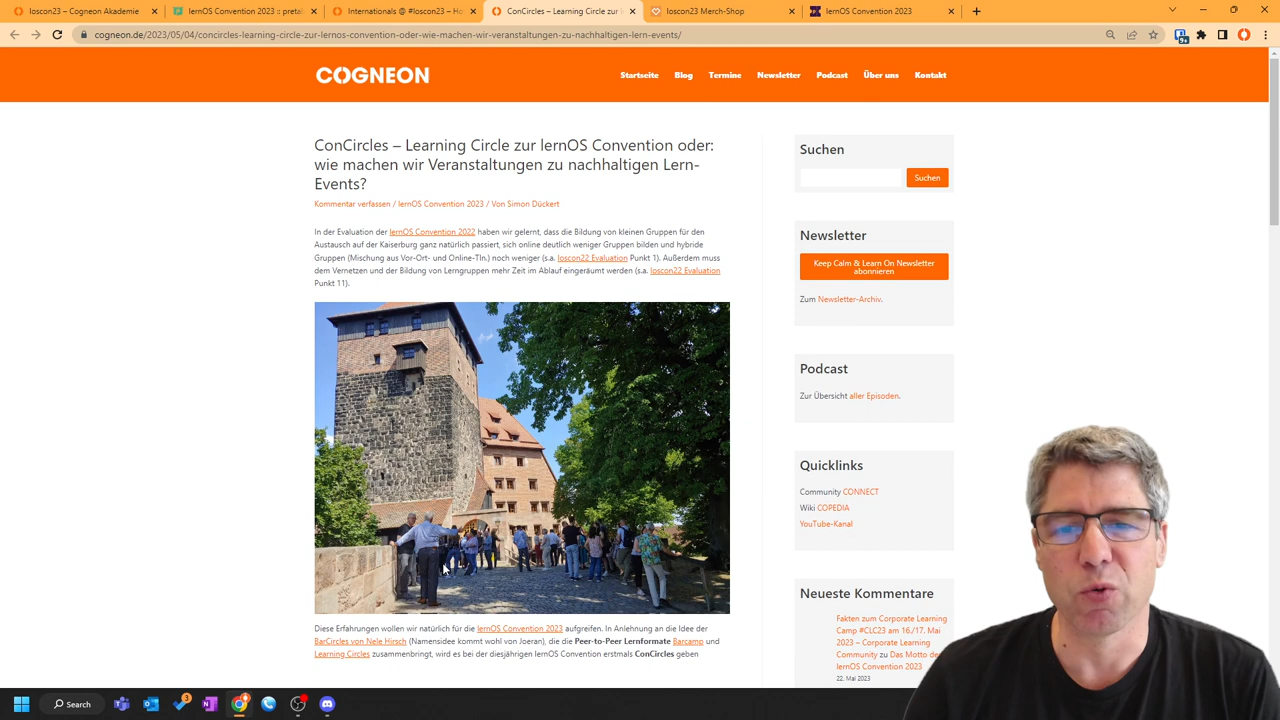 loscon23 – Cogneon Akademie
lernOS Convention 2023 :: pretal
Internationals @ #loscon23 – Ho
ConCircles – Learning Circle zur l
loscon23 Merch-Shop
lernOS Convention 2023
cogneon.de/2023/05/04/concircles-learning-circle-zur-lernos-convention-oder-wie-machen-wir-veranstaltungen-zu-nachhaltigen-lern-events/
9+
COGNEON
Startseite Blog Termine Newsletter Podcast Über uns Kontakt
ConCircles – Learning Circle zur lernOS Convention oder:
wie machen wir Veranstaltungen zu nachhaltigen Lern-
Events?
Kommentar verfassen / lernOS Convention 2023 / Von Simon Dückert
In der Evaluation der lernOS Convention 2022 haben wir gelernt, dass die Bildung von kleinen Gruppen für den
Austausch auf der Kaiserburg ganz natürlich passiert, sich online deutlich weniger Gruppen bilden und hybride
Gruppen (Mischung aus Vor-Ort- und Online-Tln.) noch weniger (s.a. loscon22 Evaluation Punkt 1). Außerdem muss
dem Vernetzen und der Bildung von Lerngruppen mehr Zeit im Ablauf eingeräumt werden (s.a. loscon22 Evaluation
Punkt 11).
Diese Erfahrungen wollen wir natürlich für die lernOS Convention 2023 aufgreifen. In Anlehnung an die Idee der
BarCircles von Nele Hirsch (Namensidee kommt wohl von Joeran), die die Peer-to-Peer Lernformate Barcamp und
Learning Circles zusammenbringt, wird es bei der diesjährigen lernOS Convention erstmals ConCircles geben
Suchen
Suchen
Newsletter
Keep Calm & Learn On Newsletter
abonnieren
Zum Newsletter-Archiv.
Podcast
Zur Übersicht aller Episoden.
Quicklinks
Community CONNECT
Wiki COPEDIA
YouTube-Kanal
Neueste Kommentare
Fakten zum Corporate Learning
Camp #CLC23 am 16./17. Mai
2023 – Corporate Learning
Community zu Das Motto de
lernOS Convention 2023
22. Mai 2023
Search
3